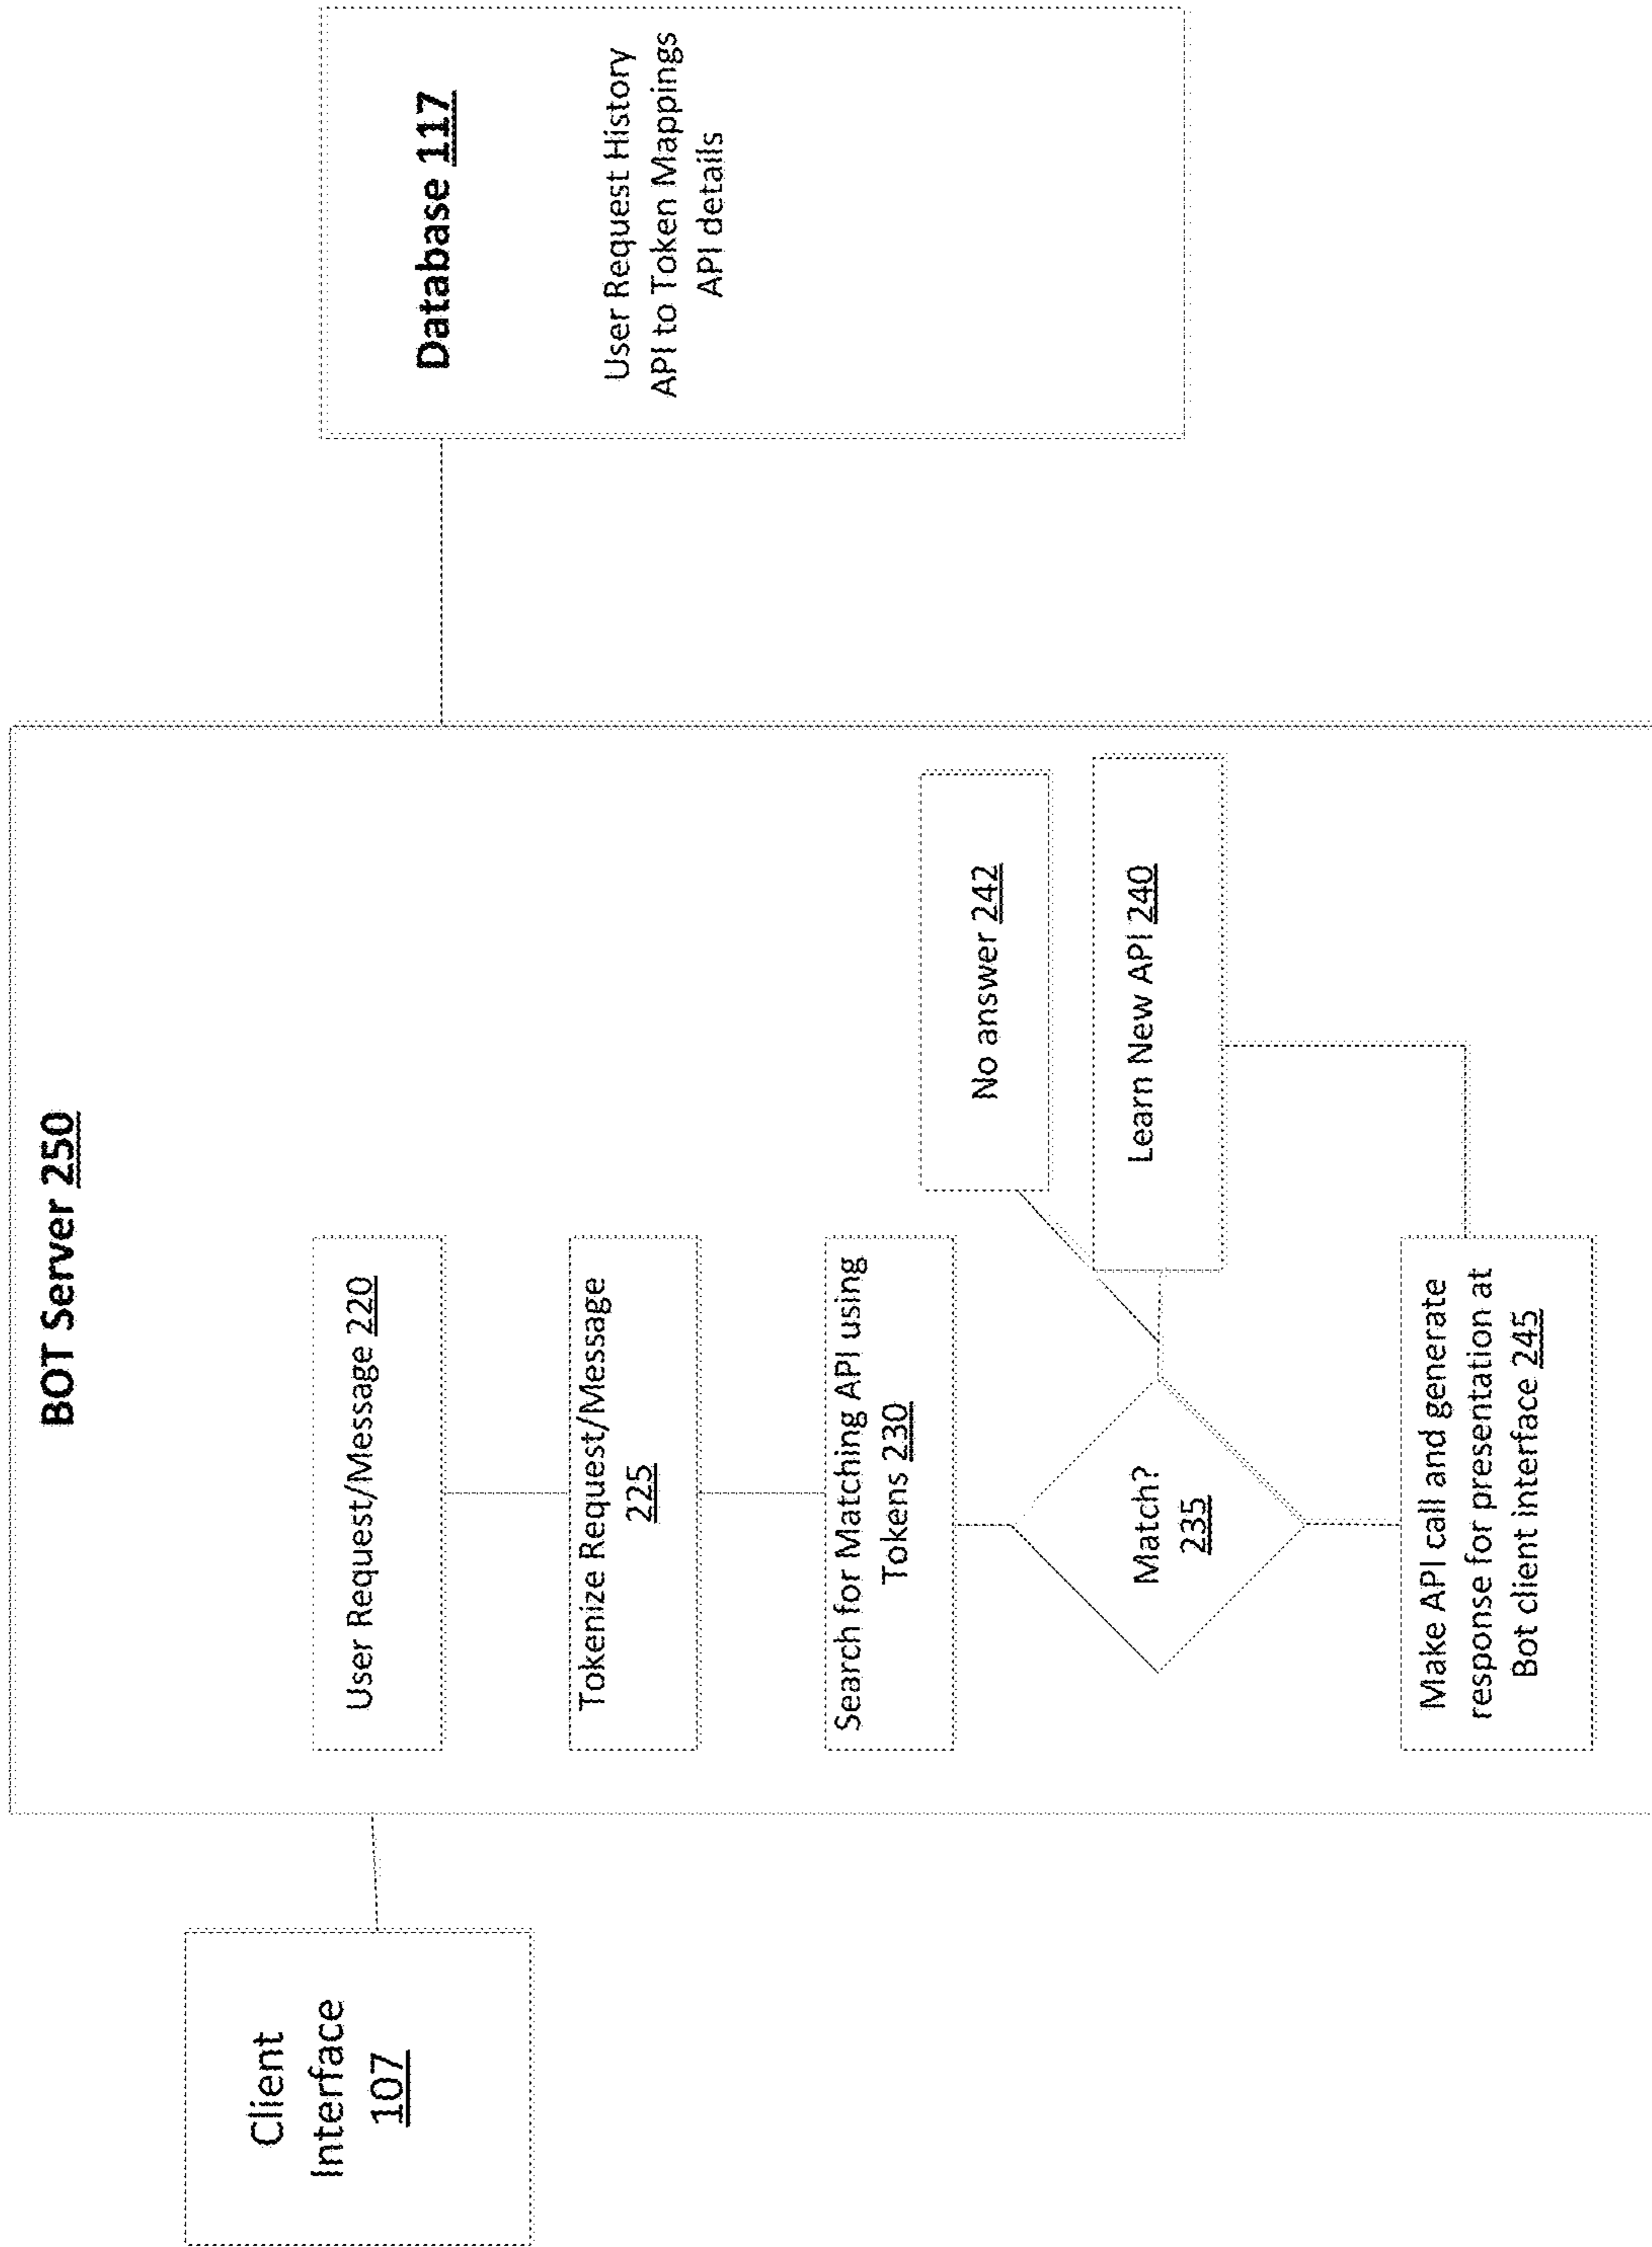 BOT Server 250
Client
Interface
107
User Request/Message 220
Tokenize Request/Message
225
Search for Matching API using
Tokens 230
Match?
235
No answer 242
Learn New API 240
Make API call and generate
response for presentation at
Bot client interface 245
Database 117
User Request History
API to Token Mappings
API details